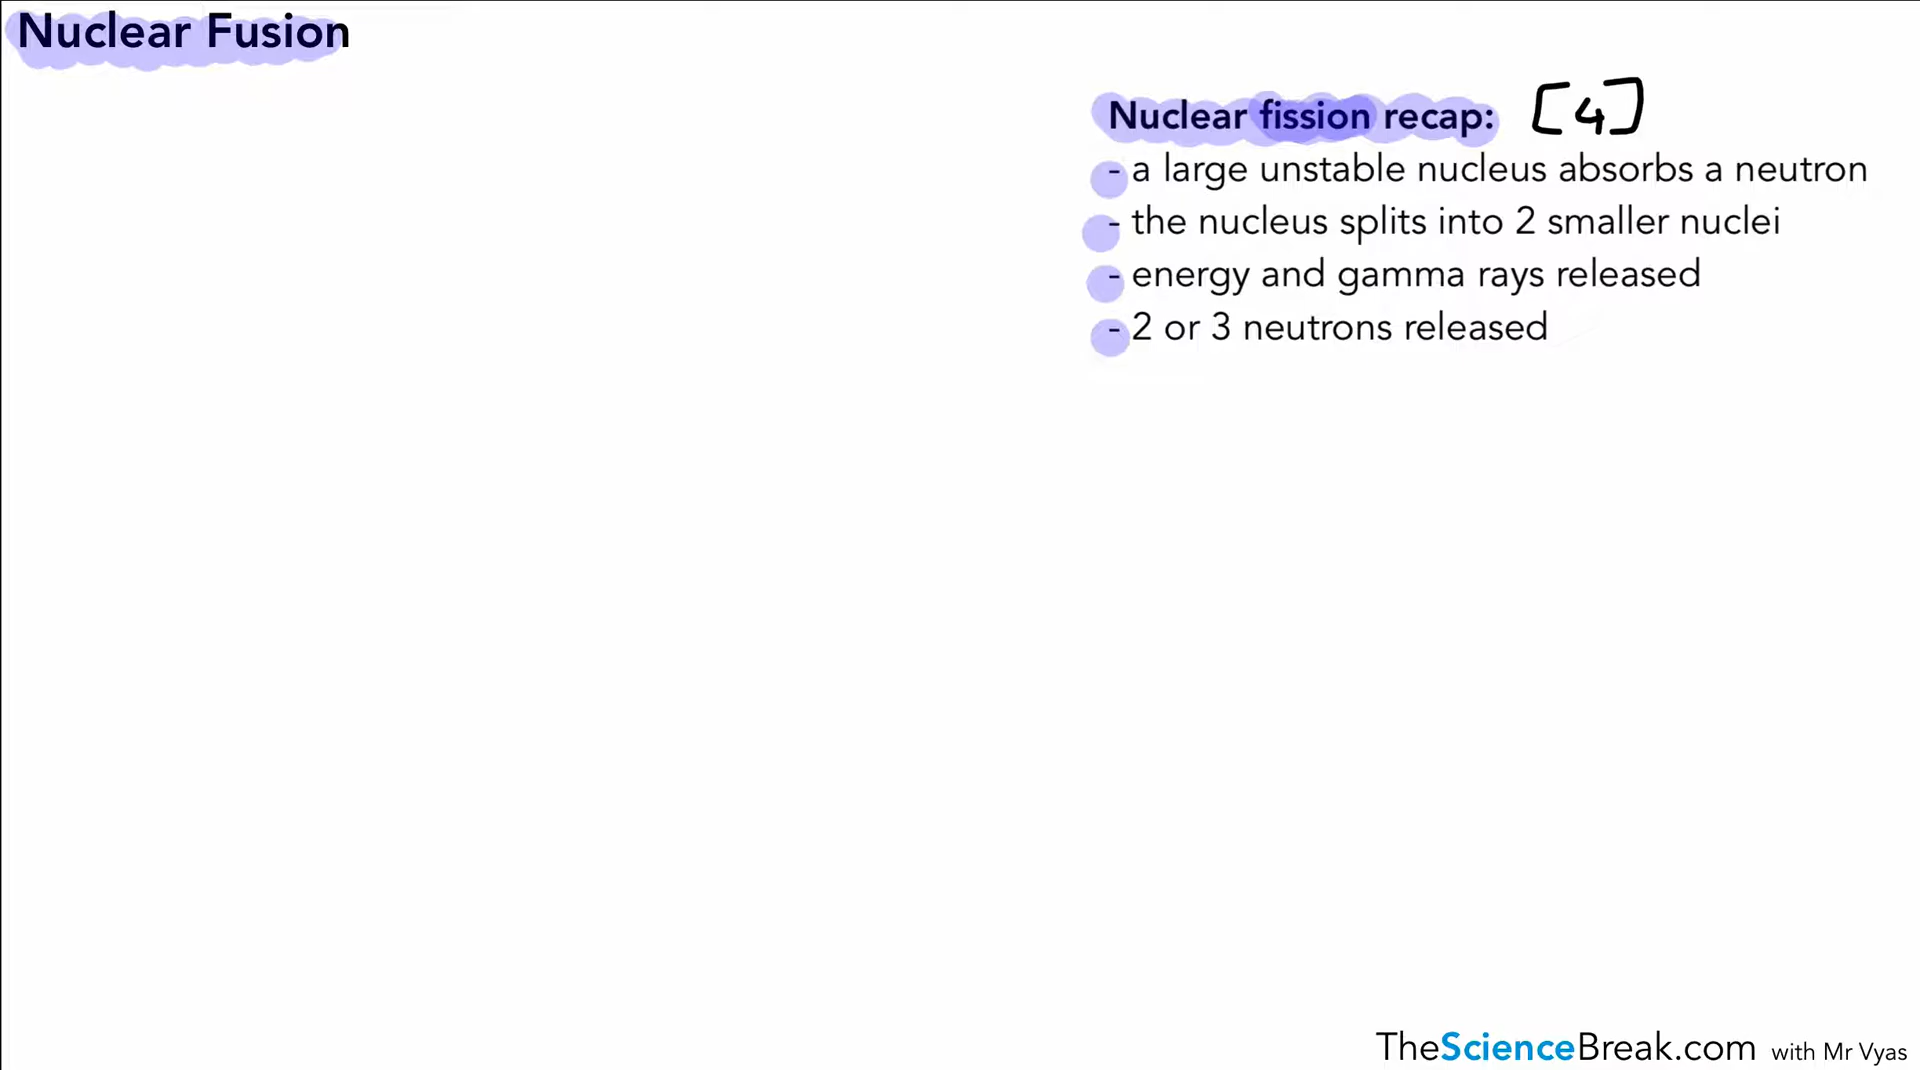 Nuclear Fusion
Nuclear fission recap: [4]
- a large unstable nucleus absorbs a neutron
- the nucleus splits into 2 smaller nuclei
- energy and gamma rays released
- 2 or 3 neutrons released
TheScienceBreak.com with Mr Vyas